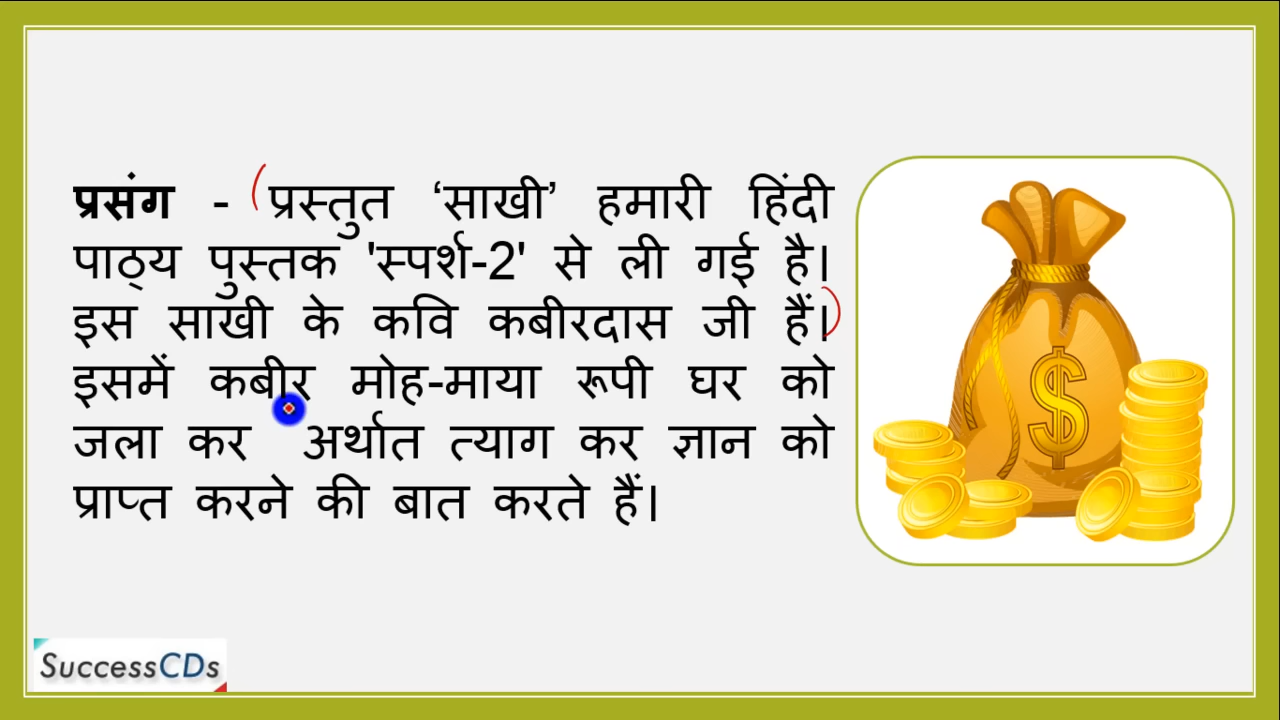 प्रसंग - प्रस्तुत ‘साखी’ हमारी हिंदी
पाठ्य पुस्तक 'स्पर्श-2' से ली गई है।
इस साखी के कवि कबीरदास जी हैं।
इसमें कबीर मोह-माया रूपी घर को
जला कर अर्थात त्याग कर ज्ञान को
प्राप्त करने की बात करते हैं।
$
SuccessCDs